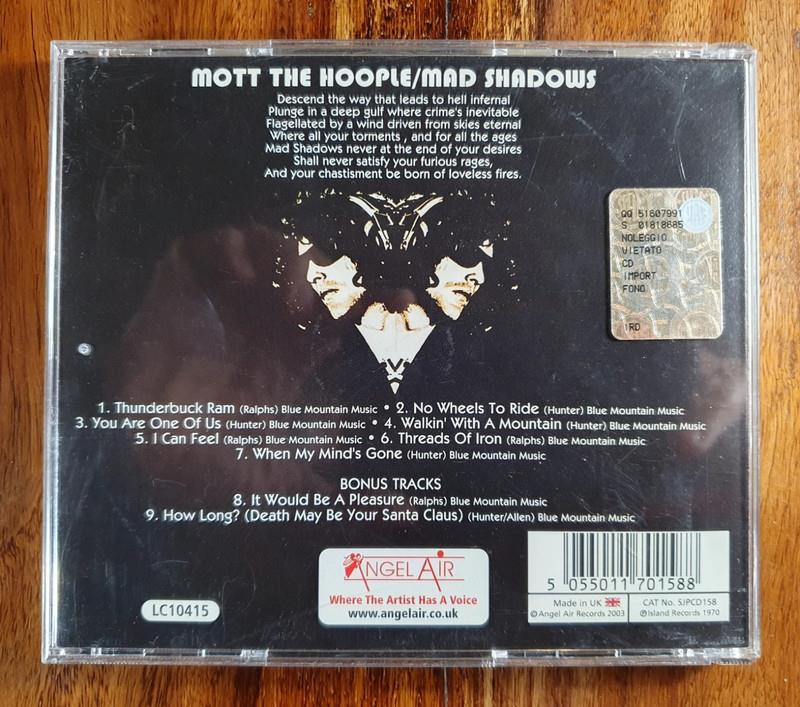 MOTT THE HOOPLE/MAD SHADOWS
Descend the way that leads to hell infernal
Plunge in a deep gulf where crime's inevitable
Flagellated by a wind driven from skies eternal
Where all your torments , and for all the ages
Mad Shadows never at the end of your desires
Shall never satisfy your furious rages,
And your chastisment be born of loveless fires.
QQ 51607991
S 01818685
NOLEGGIO
VIETATO
CD
IMPORT
FONO
IRD
1. Thunderbuck Ram (Ralphs) Blue Mountain Music • 2. No Wheels To Ride (Hunter) Blue Mountain Music
3. You Are One Of Us (Hunter) Blue Mountain Music • 4. Walkin' With A Mountain (Hunter) Blue Mountain Music
5. I Can Feel (Ralphs) Blue Mountain Music • 6. Threads Of Iron (Ralphs) Blue Mountain Music
7. When My Mind's Gone (Hunter) Blue Mountain Music
BONUS TRACKS
8. It Would Be A Pleasure (Ralphs) Blue Mountain Music
9. How Long? (Death May Be Your Santa Claus) (Hunter/Allen) Blue Mountain Music
LC10415
ANGEL AIR
Where The Artist Has A Voice
www.angelair.co.uk
5 055011 701588
Made in UK
© Angel Air Records 2003
CAT No. SJPCD158
℗ Island Records 1970